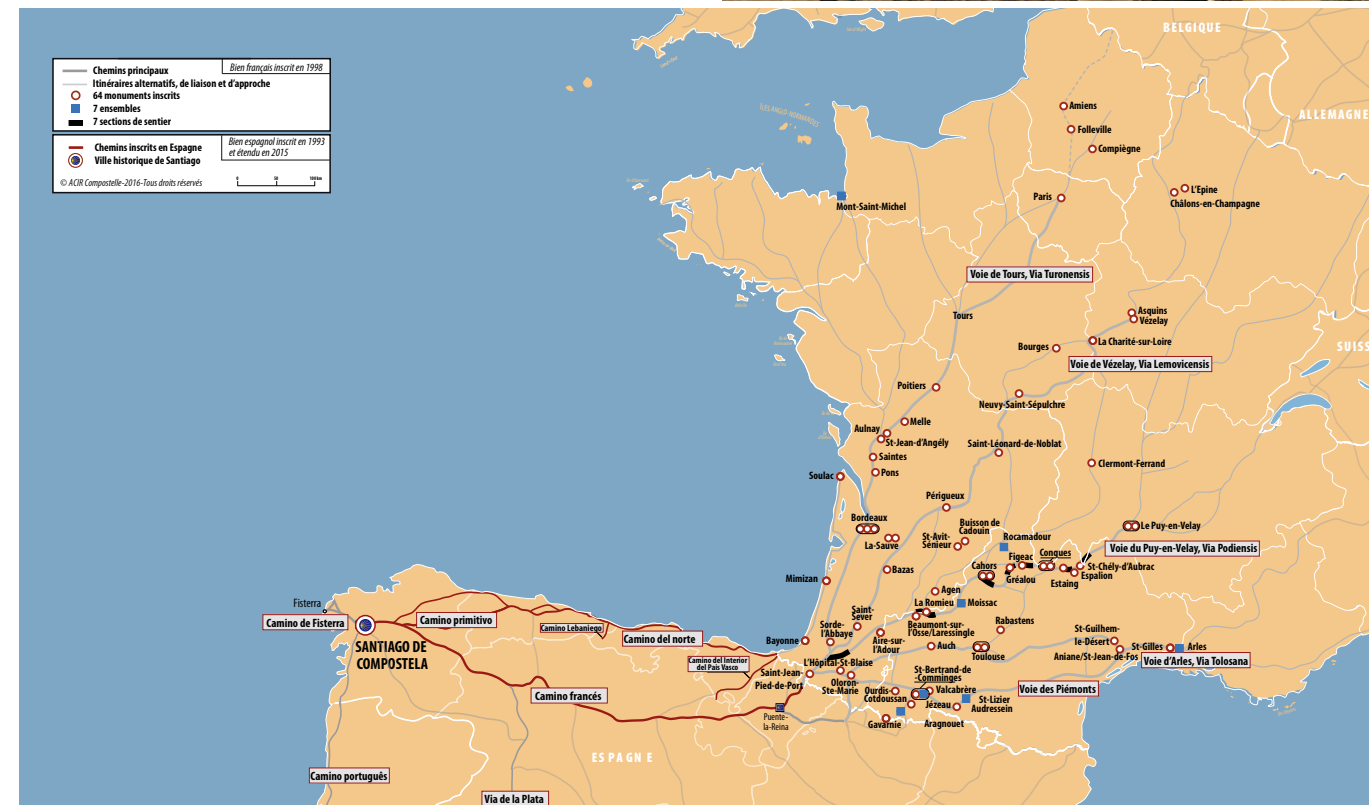 BELGIQUE
Chemins principaux
Bien français inscrit en 1998
Itinéraires alternatifs, de liaison et d'approche
64 monuments inscrits
7 ensembles
7 sections de sentier
Chemins inscrits en Espagne
Bien espagnol inscrit en 1993
et étendu en 2015
Ville historique de Santiago
© ACIR Compostelle-2016-Tous droits réservés
0 50 100 km
ÎLES ANGLO-NORMANDES
Amiens
ALLEMAGNE
Folleville
Compiègne
L'Epine
Châlons-en-Champagne
Paris
Mont-Saint-Michel
Voie de Tours, Via Turonensis
Tours
Asquins
Vézelay
La Charité-sur-Loire
Bourges
SUISS
Voie de Vézelay, Via Lemovicensis
Poitiers
Neuvy-Saint-Sépulchre
Melle
Aulnay
St-Jean-d'Angély
Saint-Léonard-de-Noblat
Saintes
Clermont-Ferrand
Pons
Soulac
Périgueux
Bordeaux
Le Puy-en-Velay
Buisson de
Cadouin
St-Avit-
Sénieur
La-Sauve
Rocamadour
Voie du Puy-en-Velay, Via Podiensis
Conques
Figeac
Cahors
Bazas
St-Chély-d'Aubrac
Espalion
Estaing
Gréalou
Mimizan
Agen
La Romieu
Moissac
Fisterra
Saint-
Sever
Camino de Fisterra
Camino primitivo
Camino Lebaniego
Camino del norte
Sorde-
l'Abbaye
Beaumont-sur-
l'Osse/Laressingle
Rabastens
St-Guilhem-
le-Désert
SANTIAGO DE
COMPOSTELA
Bayonne
Aire-sur-
l'Adour
Auch
Toulouse
Aniane/St-Jean-de-Fos
St-Gilles
Arles
Voie d'Arles, Via Tolosana
Camino del Interior
del País Vasco
L'Hôpital-St-Blaise
Saint-Jean-
Pied-de-Port
Oloron-
Ste-Marie
St-Bertrand-de
-Comminges
Camino francés
Ourdis-
Cotdoussan
Valcabrère
Voie des Piémonts
Jézeau
St-Lizier
Audressein
Puente-
la-Reina
Gavarnie
Aragnouet
ESPAGNE
Camino português
Via de la Plata